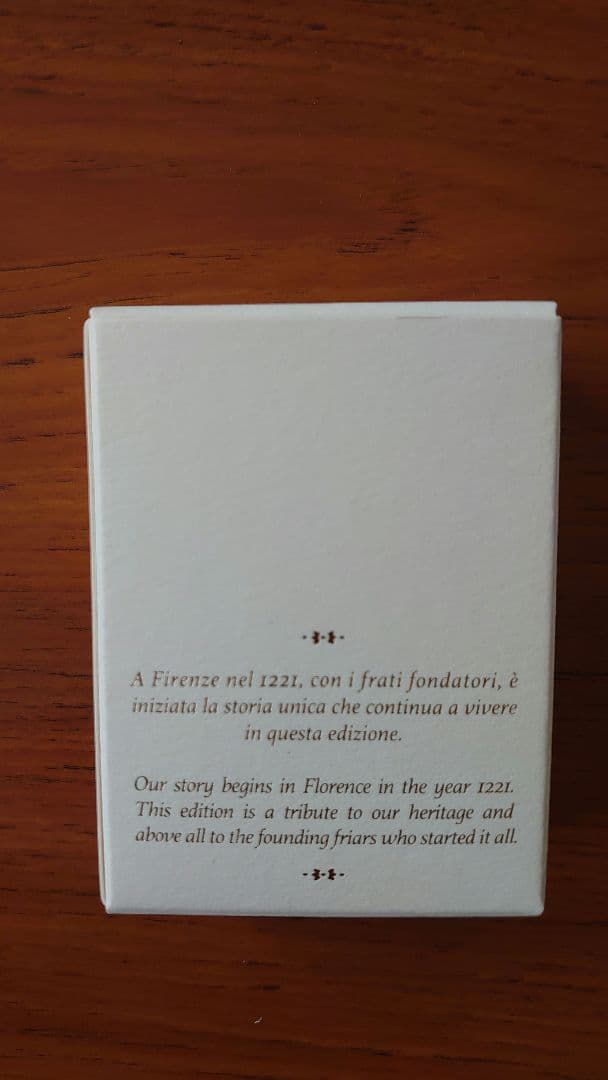 A Firenze nel 1221, con i frati fondatori, è
iniziata la storia unica che continua a vivere
in questa edizione.
Our story begins in Florence in the year 1221.
This edition is a tribute to our heritage and
above all to the founding friars who started it all.